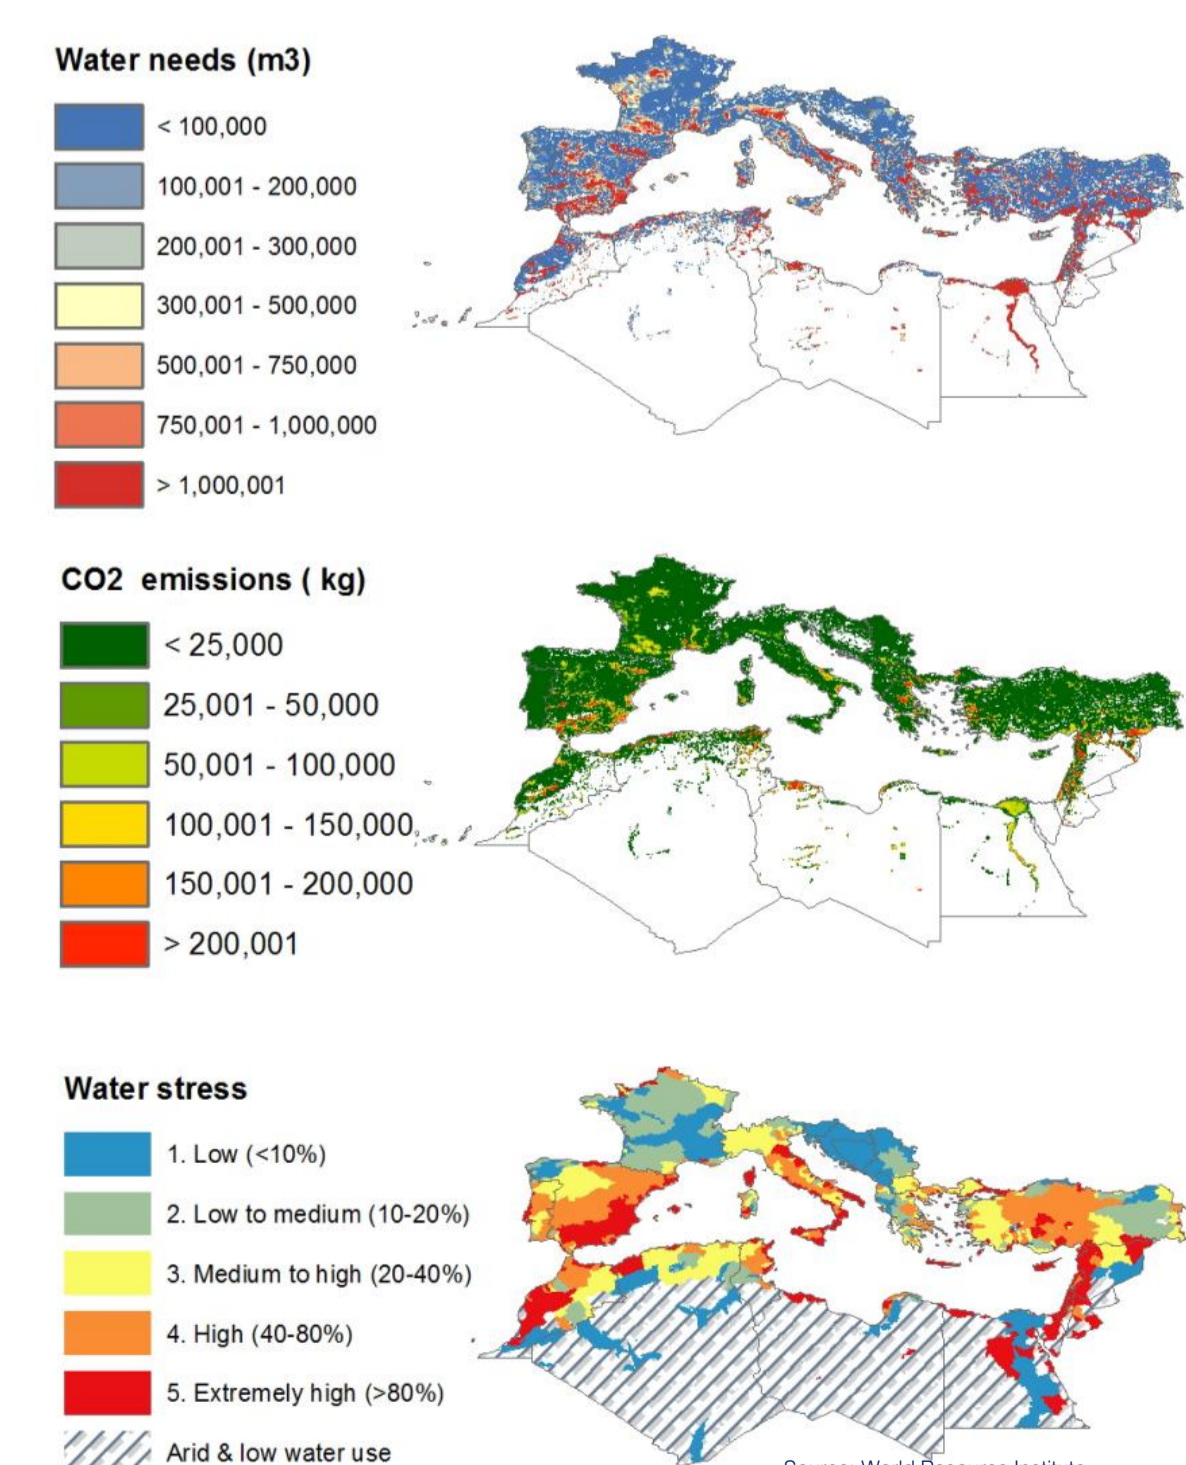 Water needs (m3)
< 100,000
100,001 - 200,000
200,001 - 300,000
300,001 - 500,000
500,001 - 750,000
750,001 - 1,000,000
> 1,000,001
CO2 emissions ( kg)
< 25,000
25,001 - 50,000
50,001 - 100,000
100,001 - 150,000
150,001 - 200,000
> 200,001
Water stress
1. Low (<10%)
2. Low to medium (10-20%)
3. Medium to high (20-40%)
4. High (40-80%)
5. Extremely high (>80%)
Arid & low water use
Source: World Resource Institute